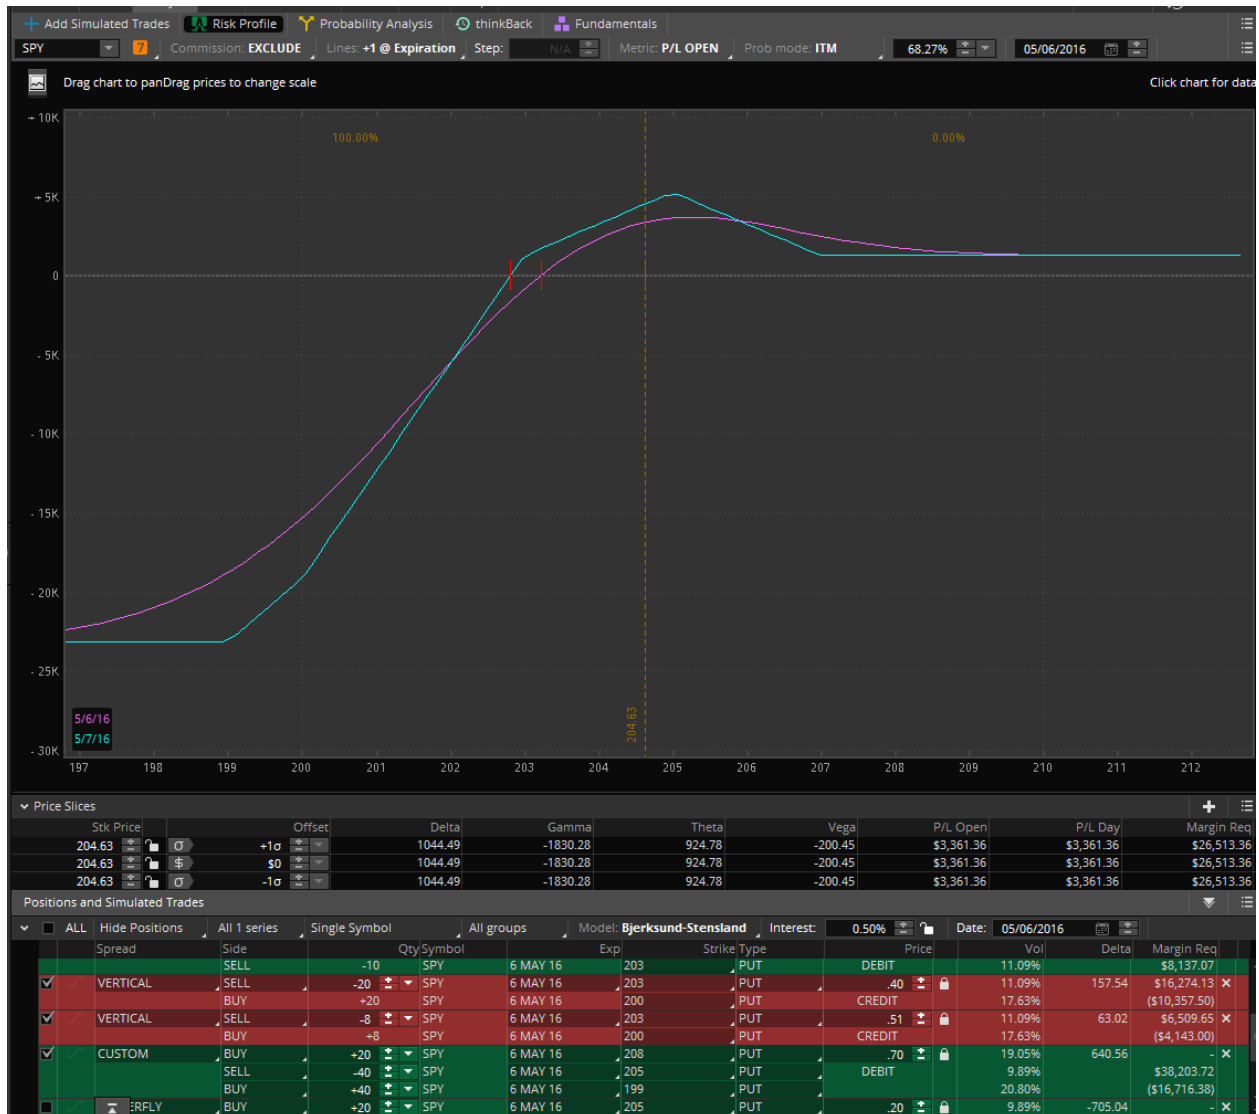 Add Simulated Trades Risk Profile Probability Analysis thinkBack Fundamentals
SPY 7 Commission: EXCLUDE Lines: +1 @ Expiration Step: N/A Metric: P/L OPEN Prob mode: ITM 68.27% 05/06/2016
Drag chart to panDrag prices to change scale Click chart for data
+ 10K
100.00% 0.00%
+ 5K
0
- 5K
- 10K
- 15K
- 20K
- 25K
204.63
5/6/16
5/7/16
- 30K
197 198 199 200 201 202 203 204 205 206 207 208 209 210 211 212
Price Slices
Stk Price Offset Delta Gamma Theta Vega P/L Open P/L Day Margin Req
204.63 σ +1σ 1044.49 -1830.28 924.78 -200.45 $3,361.36 $3,361.36 $26,513.36
204.63 $ $0 1044.49 -1830.28 924.78 -200.45 $3,361.36 $3,361.36 $26,513.36
204.63 σ -1σ 1044.49 -1830.28 924.78 -200.45 $3,361.36 $3,361.36 $26,513.36
Positions and Simulated Trades
ALL Hide Positions All 1 series Single Symbol All groups Model: Bjerksund-Stensland Interest: 0.50% Date: 05/06/2016
Spread Side Qty Symbol Exp Strike Type Price Vol Delta Margin Req
SELL -10 SPY 6 MAY 16 203 PUT DEBIT 11.09% $8,137.07
VERTICAL SELL -20 SPY 6 MAY 16 203 PUT .40 11.09% 157.54 $16,274.13
BUY +20 SPY 6 MAY 16 200 PUT CREDIT 17.63% ($10,357.50)
VERTICAL SELL -8 SPY 6 MAY 16 203 PUT .51 11.09% 63.02 $6,509.65
BUY +8 SPY 6 MAY 16 200 PUT CREDIT 17.63% ($4,143.00)
CUSTOM BUY +20 SPY 6 MAY 16 208 PUT .70 19.05% 640.56 -
SELL -40 SPY 6 MAY 16 205 PUT DEBIT 9.89% $38,203.72
BUY +40 SPY 6 MAY 16 199 PUT 20.80% ($16,716.38)
ERFLY BUY +20 SPY 6 MAY 16 205 PUT .20 9.89% -705.04 -